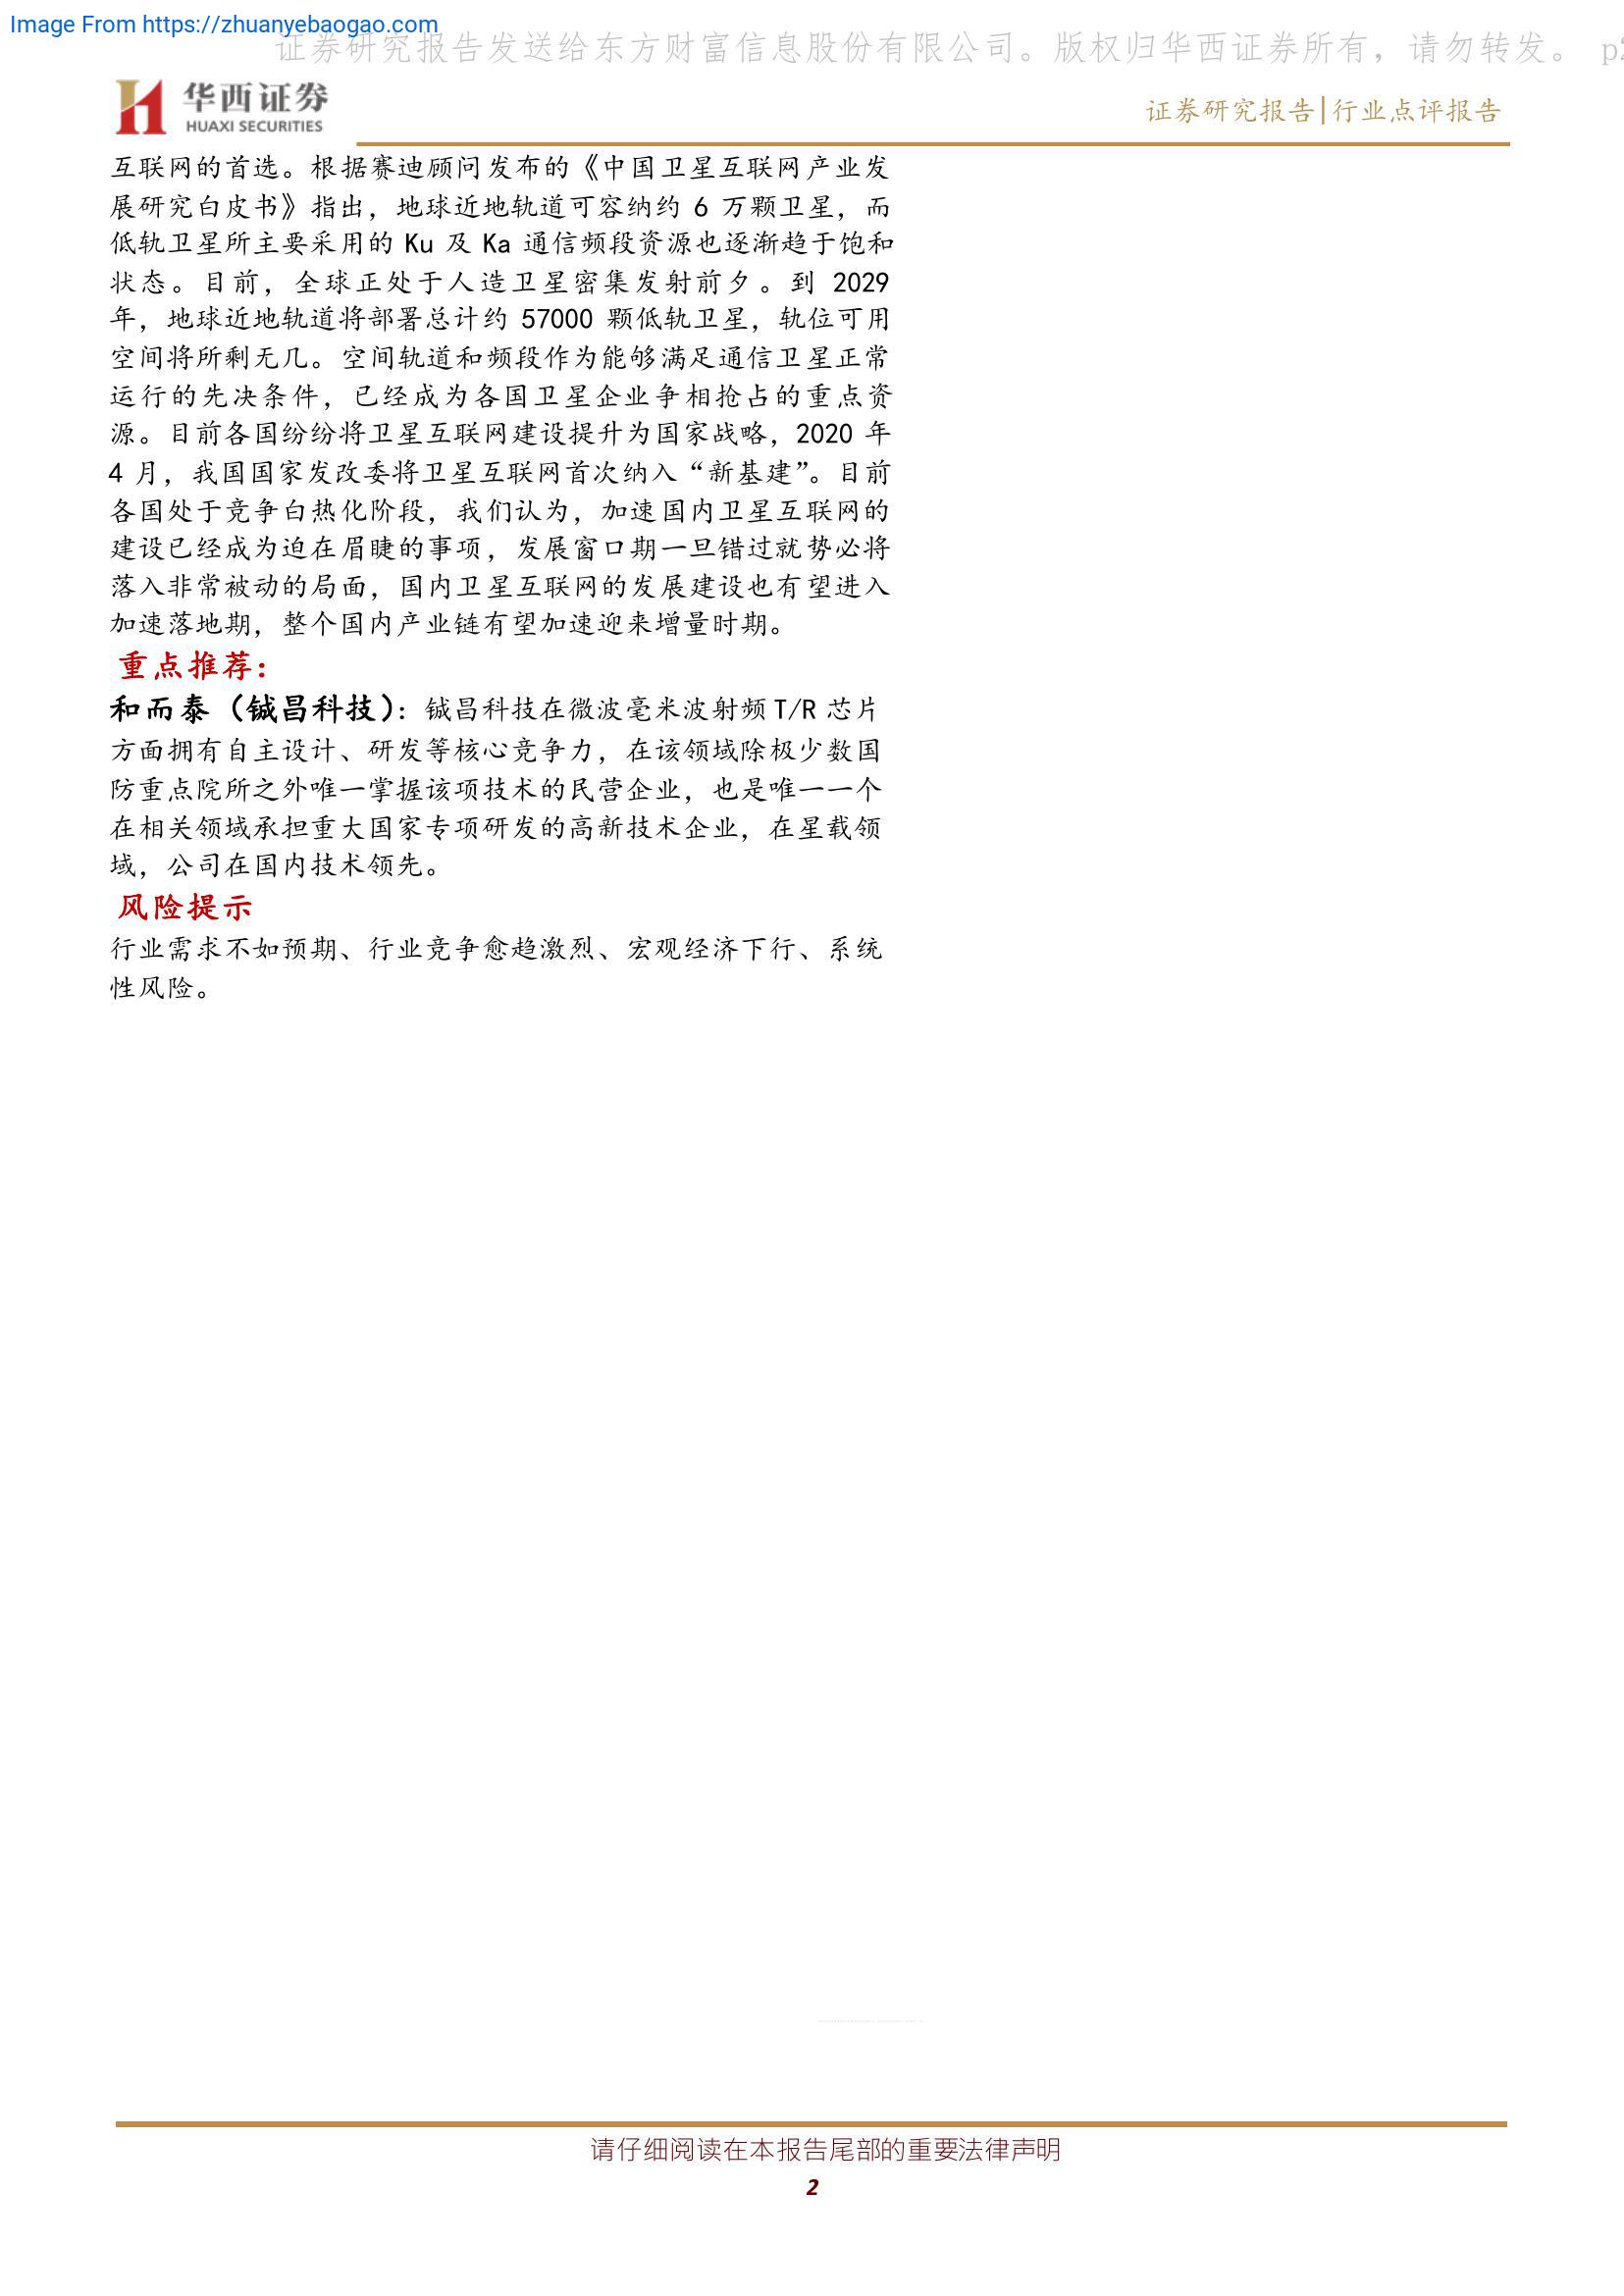 Image From https://zhuanyebaogao.com
证券研究报告发送给东方财富信息股份有限公司。版权归华西证券所有，请勿转发。 p2
华西证券
HUAXI SECURITIES
证券研究报告|行业点评报告
互联网的首选。根据赛迪顾问发布的《中国卫星互联网产业发
展研究白皮书》指出，地球近地轨道可容纳约 6 万颗卫星，而
低轨卫星所主要采用的 Ku 及 Ka 通信频段资源也逐渐趋于饱和
状态。目前，全球正处于人造卫星密集发射前夕。到 2029
年，地球近地轨道将部署总计约 57000 颗低轨卫星，轨位可用
空间将所剩无几。空间轨道和频段作为能够满足通信卫星正常
运行的先决条件，已经成为各国卫星企业争相抢占的重点资
源。目前各国纷纷将卫星互联网建设提升为国家战略，2020 年
4 月，我国国家发改委将卫星互联网首次纳入“新基建”。目前
各国处于竞争白热化阶段，我们认为，加速国内卫星互联网的
建设已经成为迫在眉睫的事项，发展窗口期一旦错过就势必将
落入非常被动的局面，国内卫星互联网的发展建设也有望进入
加速落地期，整个国内产业链有望加速迎来增量时期。
重点推荐：
和而泰（铖昌科技）：铖昌科技在微波毫米波射频 T/R 芯片
方面拥有自主设计、研发等核心竞争力，在该领域除极少数国
防重点院所之外唯一掌握该项技术的民营企业，也是唯一一个
在相关领域承担重大国家专项研发的高新技术企业，在星载领
域，公司在国内技术领先。
风险提示
行业需求不如预期、行业竞争愈趋激烈、宏观经济下行、系统
性风险。
请仔细阅读在本报告尾部的重要法律声明
2